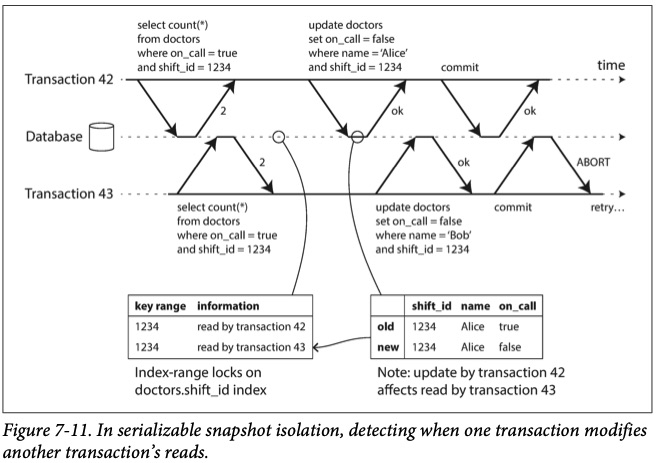 select count(*)
from doctors
where on_call = true
and shift_id = 1234
update doctors
set on_call = false
where name = ‘Alice’
and shift_id = 1234
commit
time
Transaction 42
2
ok
ok
Database
2
ok
ABORT
Transaction 43
select count(*)
from doctors
where on_call = true
and shift_id = 1234
update doctors
set on_call = false
where name = ‘Bob’
and shift_id = 1234
commit
retry…
key range information
1234 read by transaction 42
1234 read by transaction 43
Index-range locks on
doctors.shift_id index
shift_id name on_call
old 1234 Alice true
new 1234 Alice false
Note: update by transaction 42
affects read by transaction 43
Figure 7-11. In serializable snapshot isolation, detecting when one transaction modifies
another transaction’s reads.